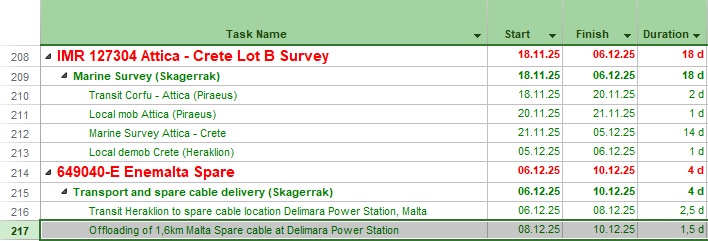 Task Name Start Finish Duration
208 IMR 127304 Attica - Crete Lot B Survey 18.11.25 06.12.25 18 d
209 Marine Survey (Skagerrak) 18.11.25 06.12.25 18 d
210 Transit Corfu - Attica (Piraeus) 18.11.25 20.11.25 2 d
211 Local mob Attica (Piraeus) 20.11.25 21.11.25 1 d
212 Marine Survey Attica - Crete 21.11.25 05.12.25 14 d
213 Local demob Crete (Heraklion) 05.12.25 06.12.25 1 d
214 649040-E Enemalta Spare 06.12.25 10.12.25 4 d
215 Transport and spare cable delivery (Skagerrak) 06.12.25 10.12.25 4 d
216 Transit Heraklion to spare cable location Delimara Power Station, Malta 06.12.25 08.12.25 2,5 d
217 Offloading of 1,6km Malta Spare cable at Delimara Power Station 08.12.25 10.12.25 1,5 d